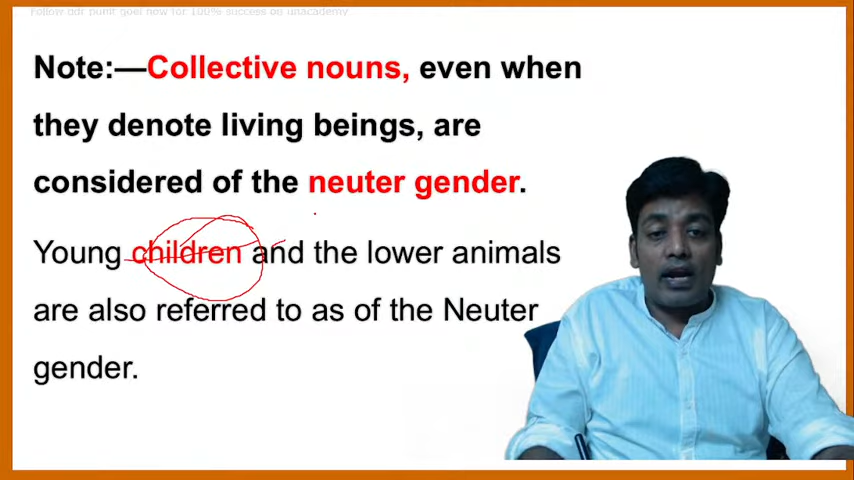 Note:—Collective nouns, even when
they denote living beings, are
considered of the neuter gender.
Young children and the lower animals
are also referred to as of the Neuter
gender.